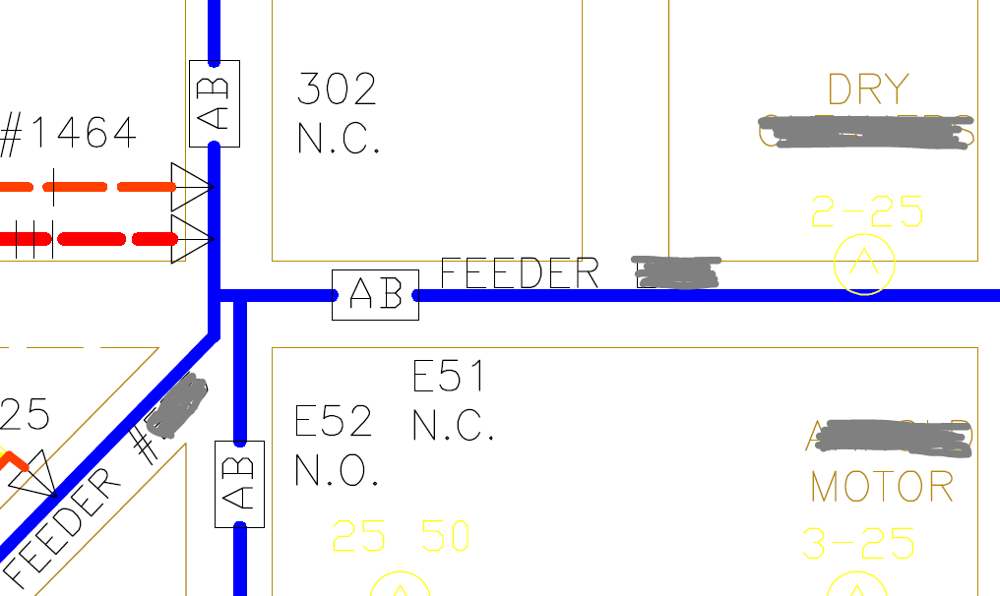 AB
302
N.C.
DRY
#1464
2-25
FEEDER
AB
E51
N.C.
25
E52
N.O.
AB
MOTOR
FEEDER #
25 50
3-25